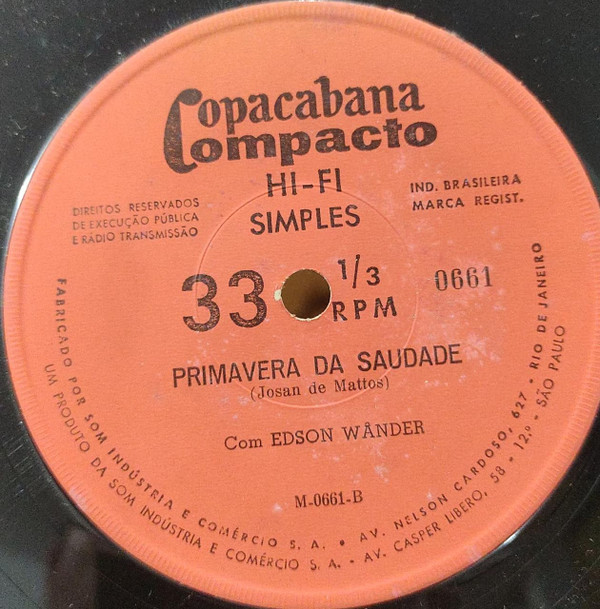 Copacabana
Compacto
HI-FI
SIMPLES
DIREITOS RESERVADOS
DE EXECUÇÃO PÚBLICA
E RÁDIO TRANSMISSÃO
IND. BRASILEIRA
MARCA REGIST.
33 1/3
RPM
0661
PRIMAVERA DA SAUDADE
(Josan de Mattos)
Com EDSON WÂNDER
M-0661-B
FABRICADO POR SOM INDÚSTRIA E COMÉRCIO S. A. • AV. NELSON CARDOSO, 627 • RIO DE JANEIRO
UM PRODUTO DA SOM INDÚSTRIA E COMÉRCIO S. A. • AV. CASPER LIBERO, 58 - 12.º - SÃO PAULO